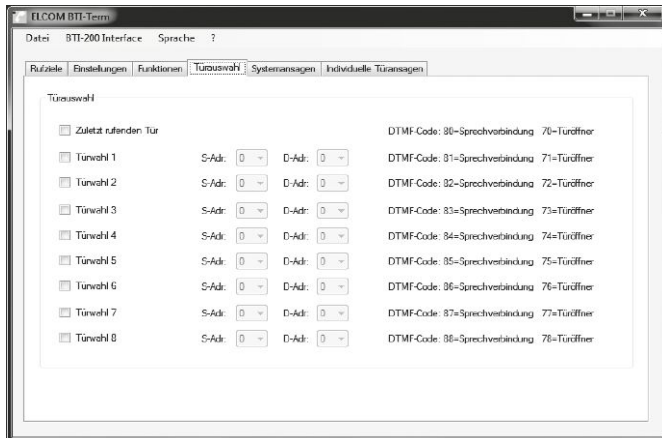 ELCOM BTI-Term
Datei BTI-200 Interface Sprache ?
Rufziele Einstellungen Funktionen Türauswahl Systemansagen Individuelle Türansagen
Türauswahl
Zuletzt rufenden Tür DTMF-Code: 80=Sprechverbindung 70=Türöffner
Türwahl 1 S-Adr: 0 D-Adr: 0 DTMF-Code: 81=Sprechverbindung 71=Türöffner
Türwahl 2 S-Adr: 0 D-Adr: 0 DTMF-Code: 82=Sprechverbindung 72=Türöffner
Türwahl 3 S-Adr: 0 D-Adr: 0 DTMF-Code: 83=Sprechverbindung 73=Türöffner
Türwahl 4 S-Adr: 0 D-Adr: 0 DTMF-Code: 84=Sprechverbindung 74=Türöffner
Türwahl 5 S-Adr: 0 D-Adr: 0 DTMF-Code: 85=Sprechverbindung 75=Türöffner
Türwahl 6 S-Adr: 0 D-Adr: 0 DTMF-Code: 86=Sprechverbindung 76=Türöffner
Türwahl 7 S-Adr: 0 D-Adr: 0 DTMF-Code: 87=Sprechverbindung 77=Türöffner
Türwahl 8 S-Adr: 0 D-Adr: 0 DTMF-Code: 88=Sprechverbindung 78=Türöffner